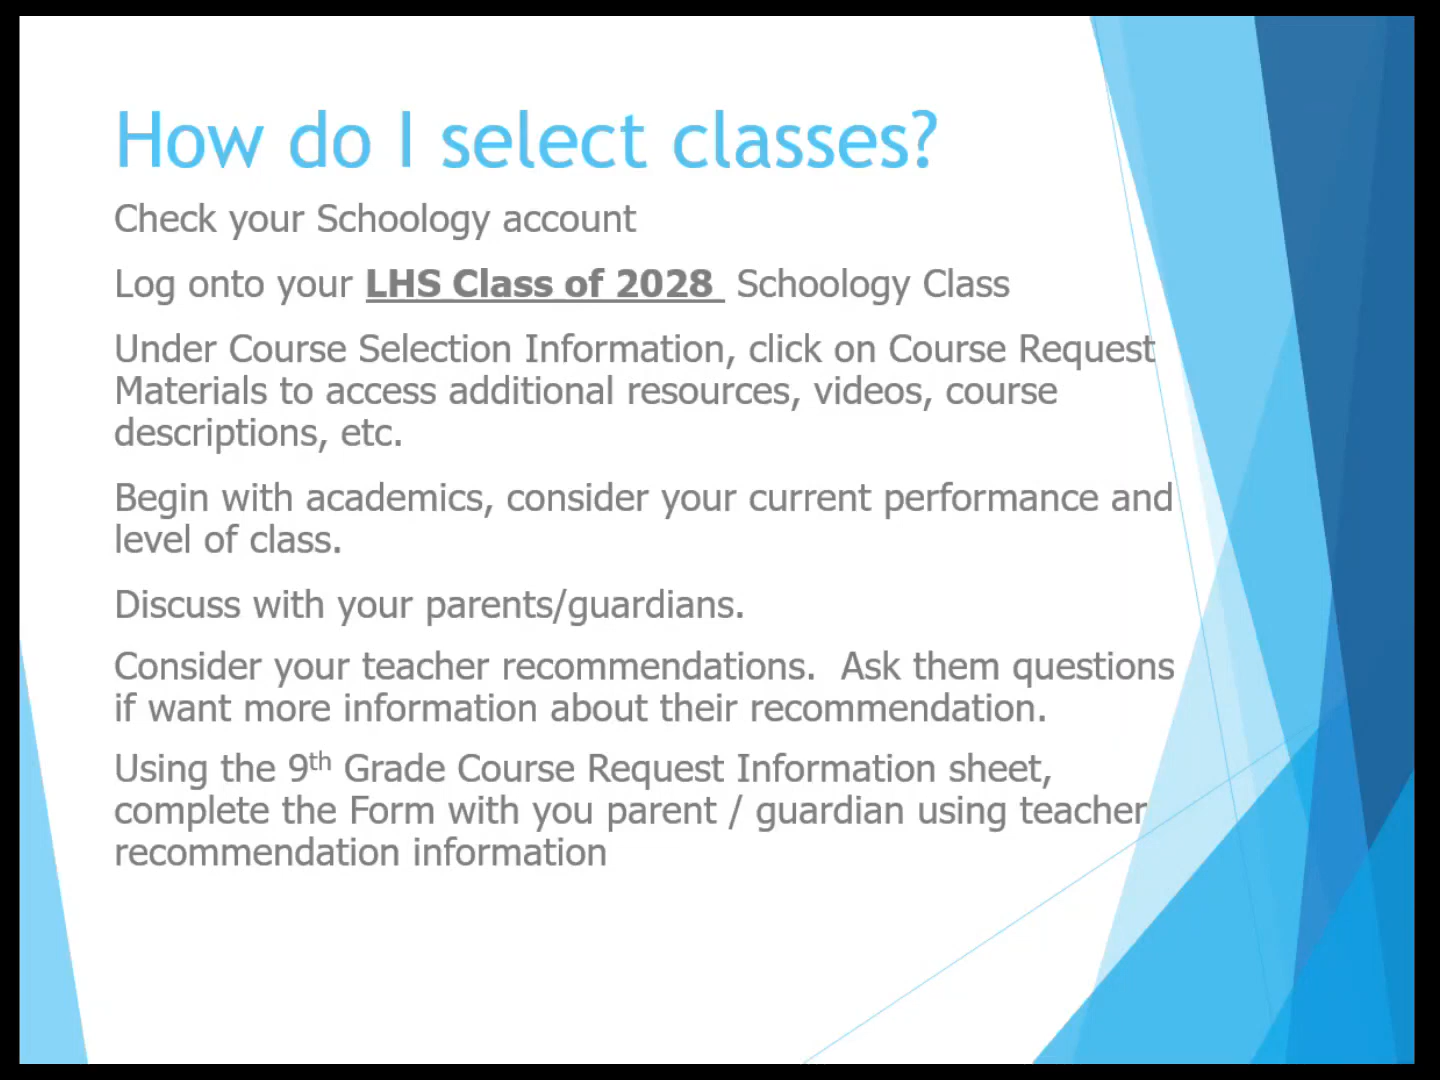 How do I select classes?
Check your Schoology account
Log onto your LHS Class of 2028 Schoology Class
Under Course Selection Information, click on Course Request
Materials to access additional resources, videos, course
descriptions, etc.
Begin with academics, consider your current performance and
level of class.
Discuss with your parents/guardians.
Consider your teacher recommendations.  Ask them questions
if want more information about their recommendation.
Using the 9th Grade Course Request Information sheet,
complete the Form with you parent / guardian using teacher
recommendation information